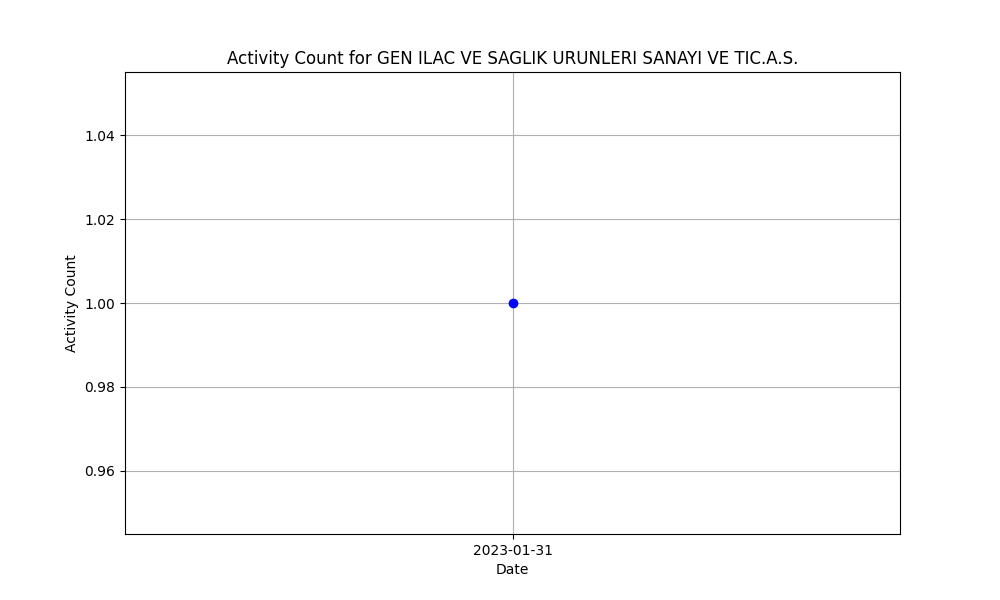 Activity Count for GEN ILAC VE SAGLIK URUNLERI SANAYI VE TIC.A.S.
1.04
1.02
1.00
0.98
0.96
Activity Count
2023-01-31
Date